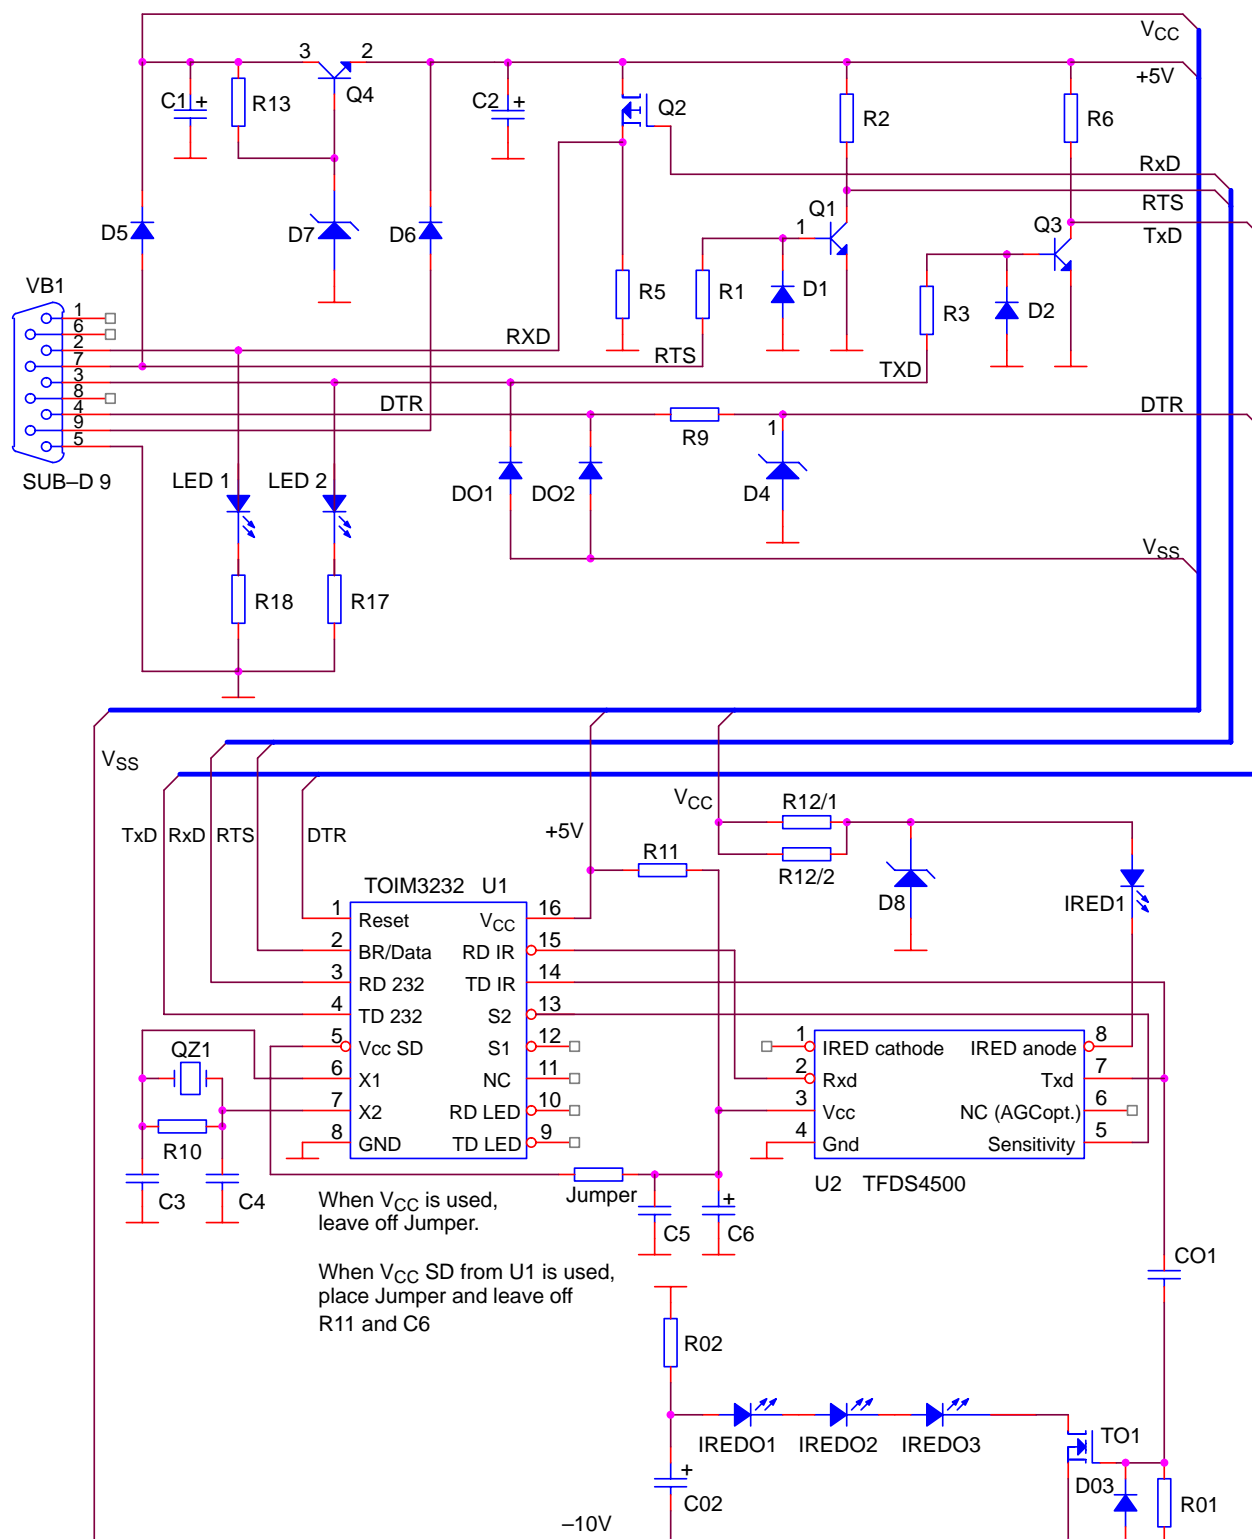 VCC
3
2
+5V
C1
+
R13
Q4
C2
+
Q2
R2
R6
RxD
RTS
TxD
D5
D7
D6
1
Q1
Q3
VB1
1
6
2
7
3
8
4
9
5
SUB–D 9
RXD
RTS
TXD
DTR
R5
R1
D1
R3
D2
R9
1
DTR
LED 1
LED 2
DO1
DO2
D4
VSS
R18
R17
VSS
TxD
RxD
RTS
DTR
+5V
VCC
R12/1
R12/2
R11
D8
IRED1
TOIM3232 U1
1 Reset
2 BR/Data
3 RD 232
4 TD 232
5 Vcc SD
6 X1
7 X2
8 GND
VCC 16
RD IR 15
TD IR 14
S2 13
S1 12
NC 11
RD LED 10
TD LED 9
QZ1
R10
C3
C4
1 IRED cathode
2 Rxd
3 Vcc
4 Gnd
IRED anode 8
Txd 7
NC (AGCopt.) 6
Sensitivity 5
U2 TFDS4500
Jumper
C5
+
C6
When VCC is used,
leave off Jumper.
When VCC SD from U1 is used,
place Jumper and leave off
R11 and C6
CO1
R02
IREDO1
IREDO2
IREDO3
TO1
+
C02
D03
R01
–10V